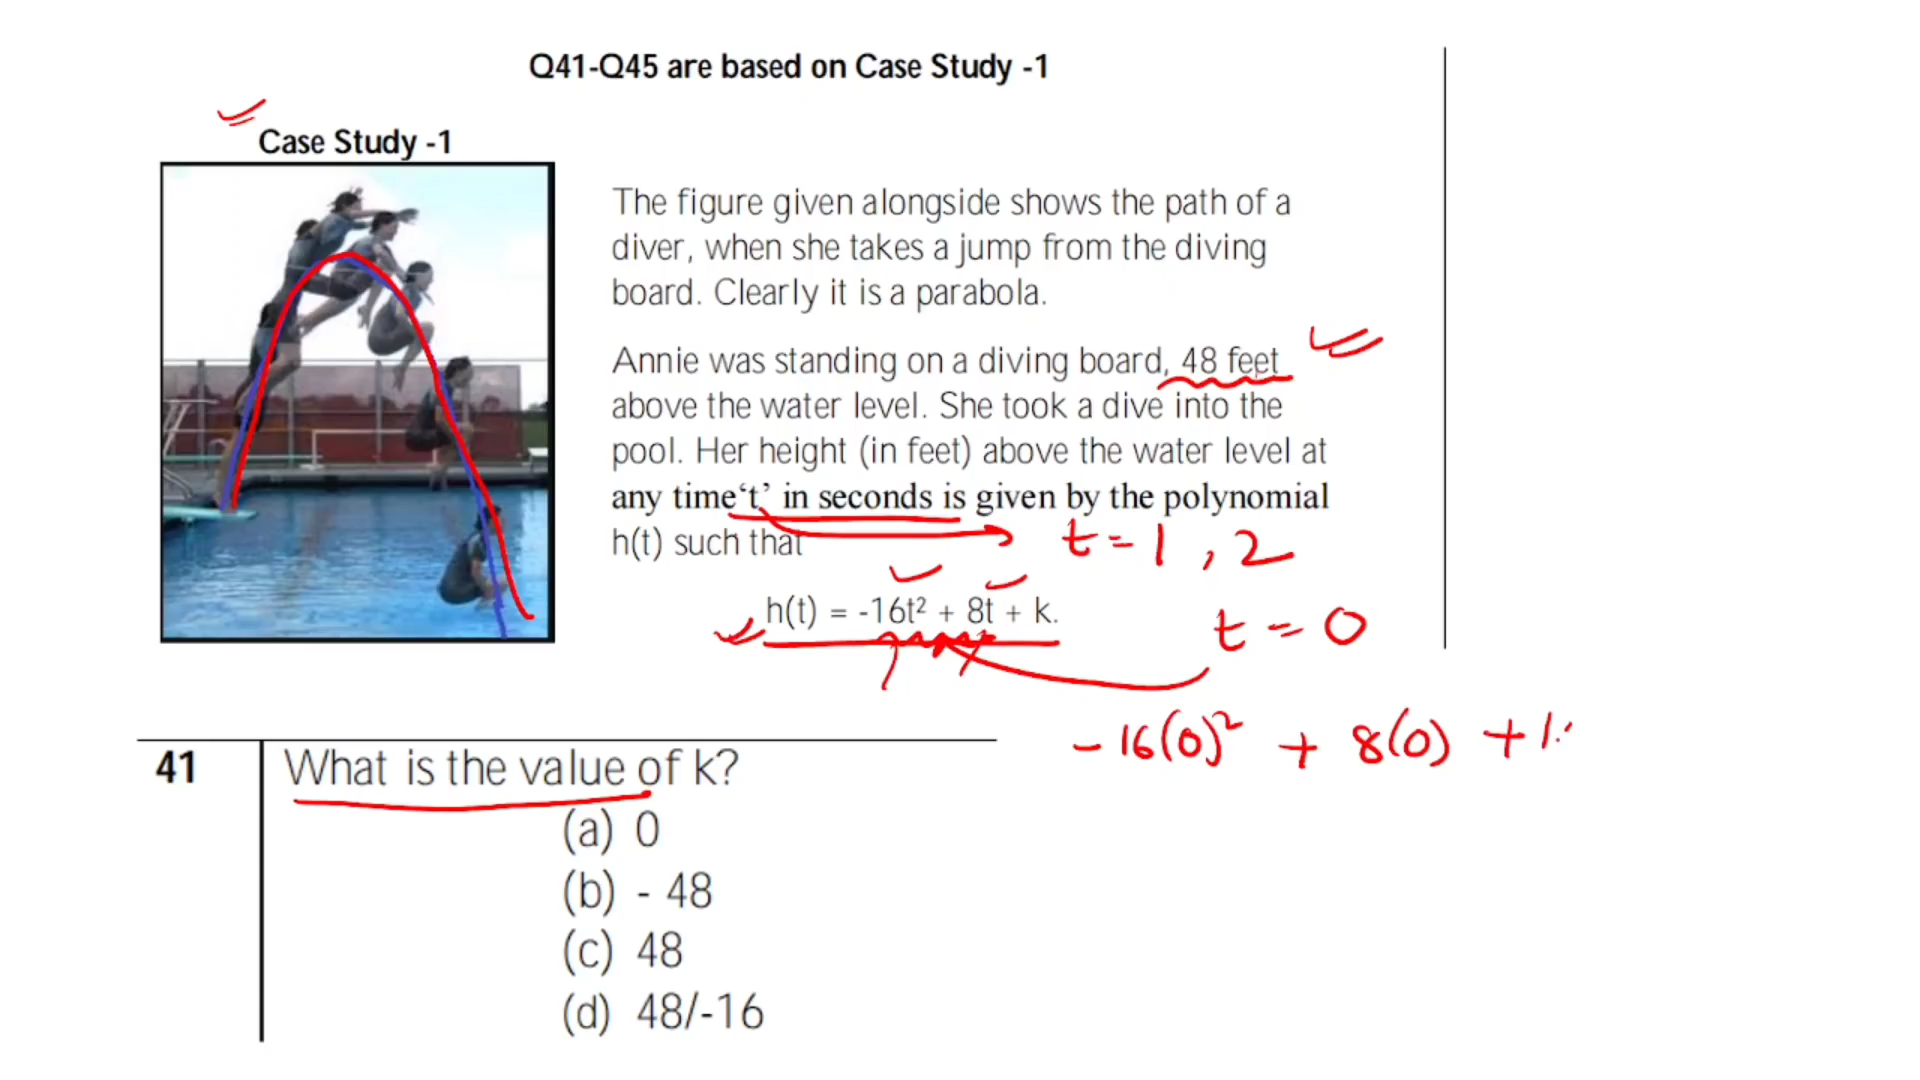 Q41-Q45 are based on Case Study -1
Case Study -1
The figure given alongside shows the path of a
diver, when she takes a jump from the diving
board. Clearly it is a parabola.
Annie was standing on a diving board, 48 feet
above the water level. She took a dive into the
pool. Her height (in feet) above the water level at
any time‘t’ in seconds is given by the polynomial
h(t) such that
t = 1 , 2
h(t) = -16t² + 8t + k.
t = 0
- 16(0)² + 8(0) +
41 What is the value of k?
(a) 0
(b) - 48
(c) 48
(d) 48/-16